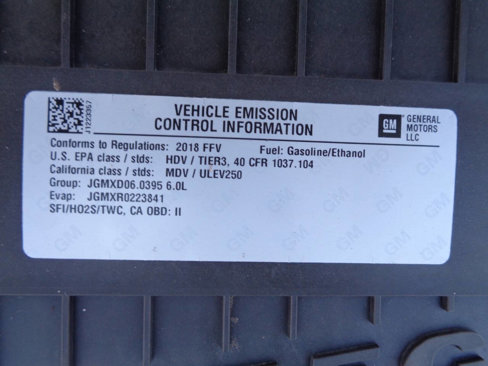 J1223357
VEHICLE EMISSION
CONTROL INFORMATION
GM GENERAL
MOTORS
LLC
Conforms to Regulations: 2018 FFV Fuel: Gasoline/Ethanol
U.S. EPA class / stds: HDV / TIER3, 40 CFR 1037.104
California class / stds: MDV / ULEV250
Group: JGMXD06.0395 6.0L
Evap: JGMXR0223841
SFI/HO2S/TWC, CA OBD: II